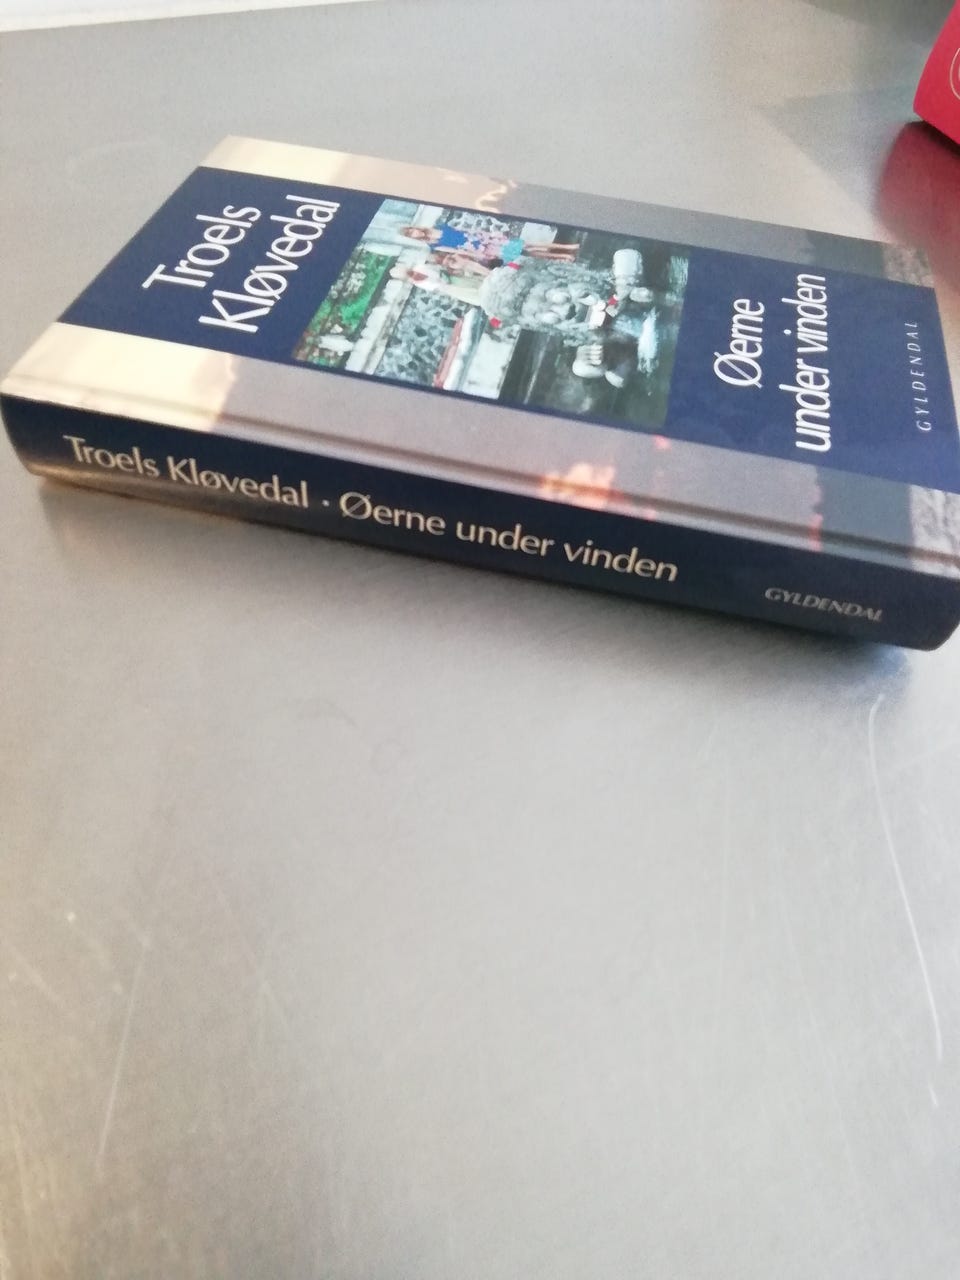 Troels
Kløvedal
Øerne
under vinden
GYLDENDAL
Troels Kløvedal · Øerne under vinden
GYLDENDAL